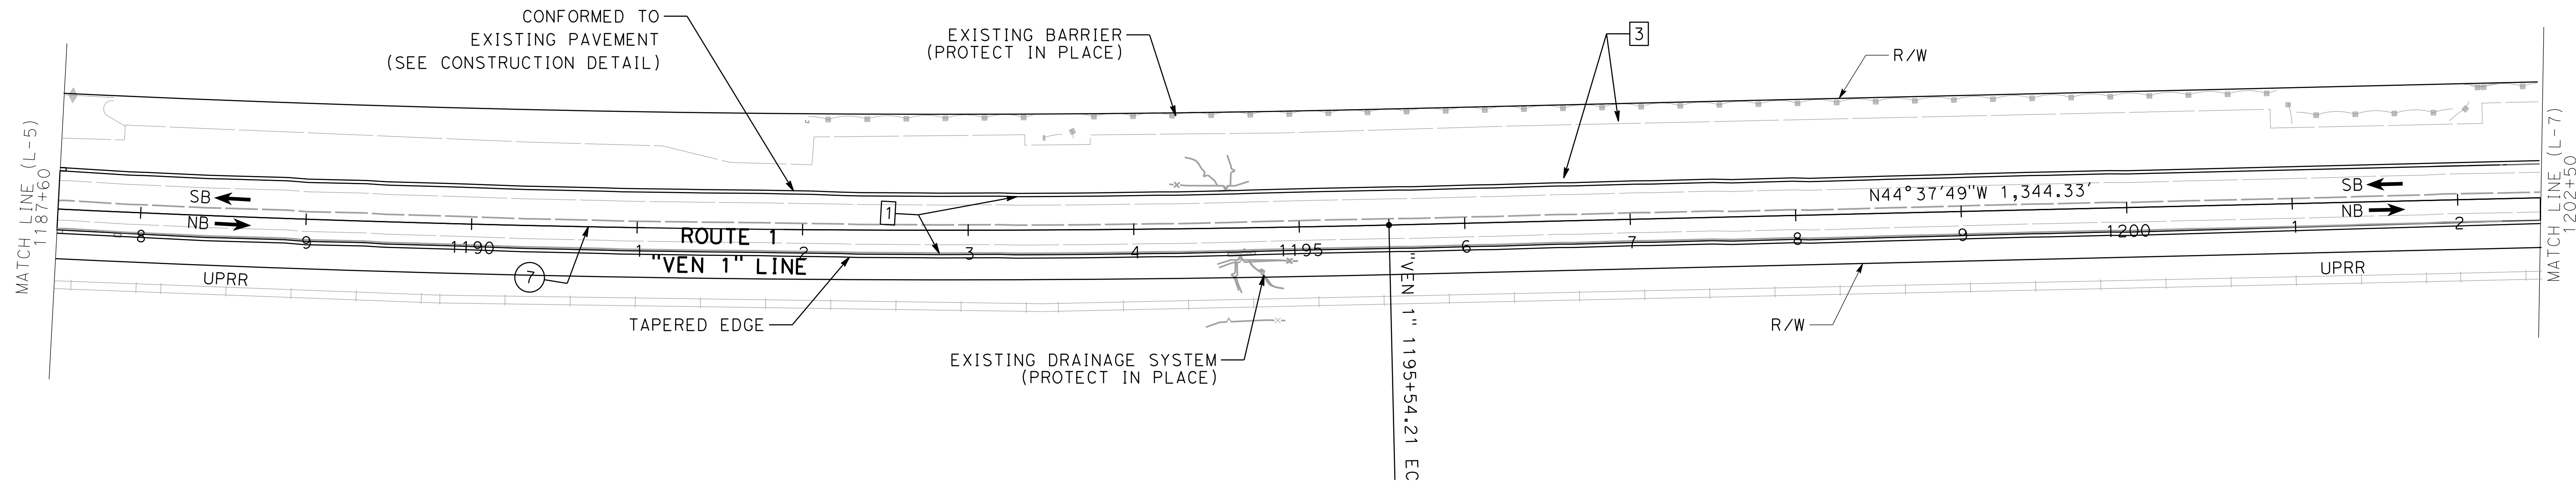 CONFORMED TO
EXISTING PAVEMENT
(SEE CONSTRUCTION DETAIL)
EXISTING BARRIER
(PROTECT IN PLACE)
3
R/W
MATCH LINE (L-5)
1187+60
SB
NB
8
9
1190
1
2
3
4
1195
6
7
8
9
1200
1
2
1
ROUTE 1
"VEN 1" LINE
7
UPRR
TAPERED EDGE
EXISTING DRAINAGE SYSTEM
(PROTECT IN PLACE)
"VEN 1" 1195+54.21 EC
N44°37'49"W 1,344.33'
R/W
SB
NB
UPRR
MATCH LINE (L-7)
1202+50